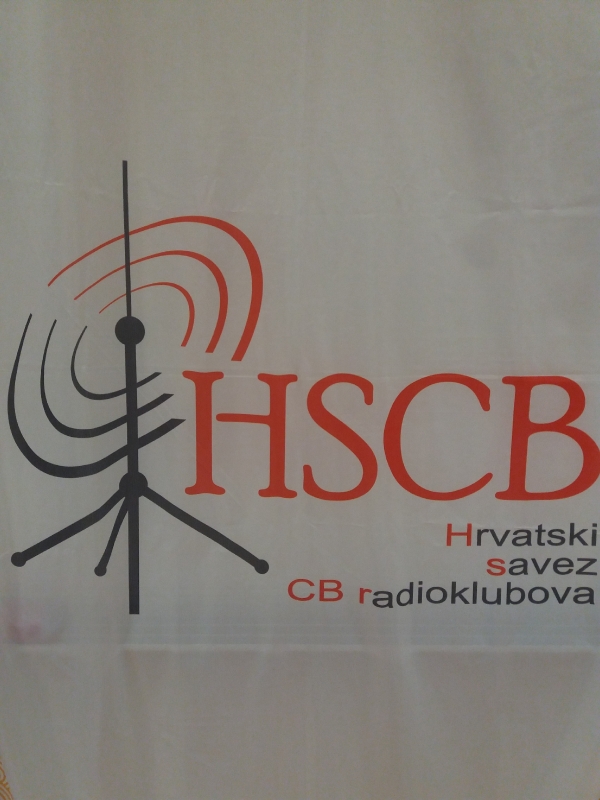 HSCB
Hrvatski
savez
CB radioklubova